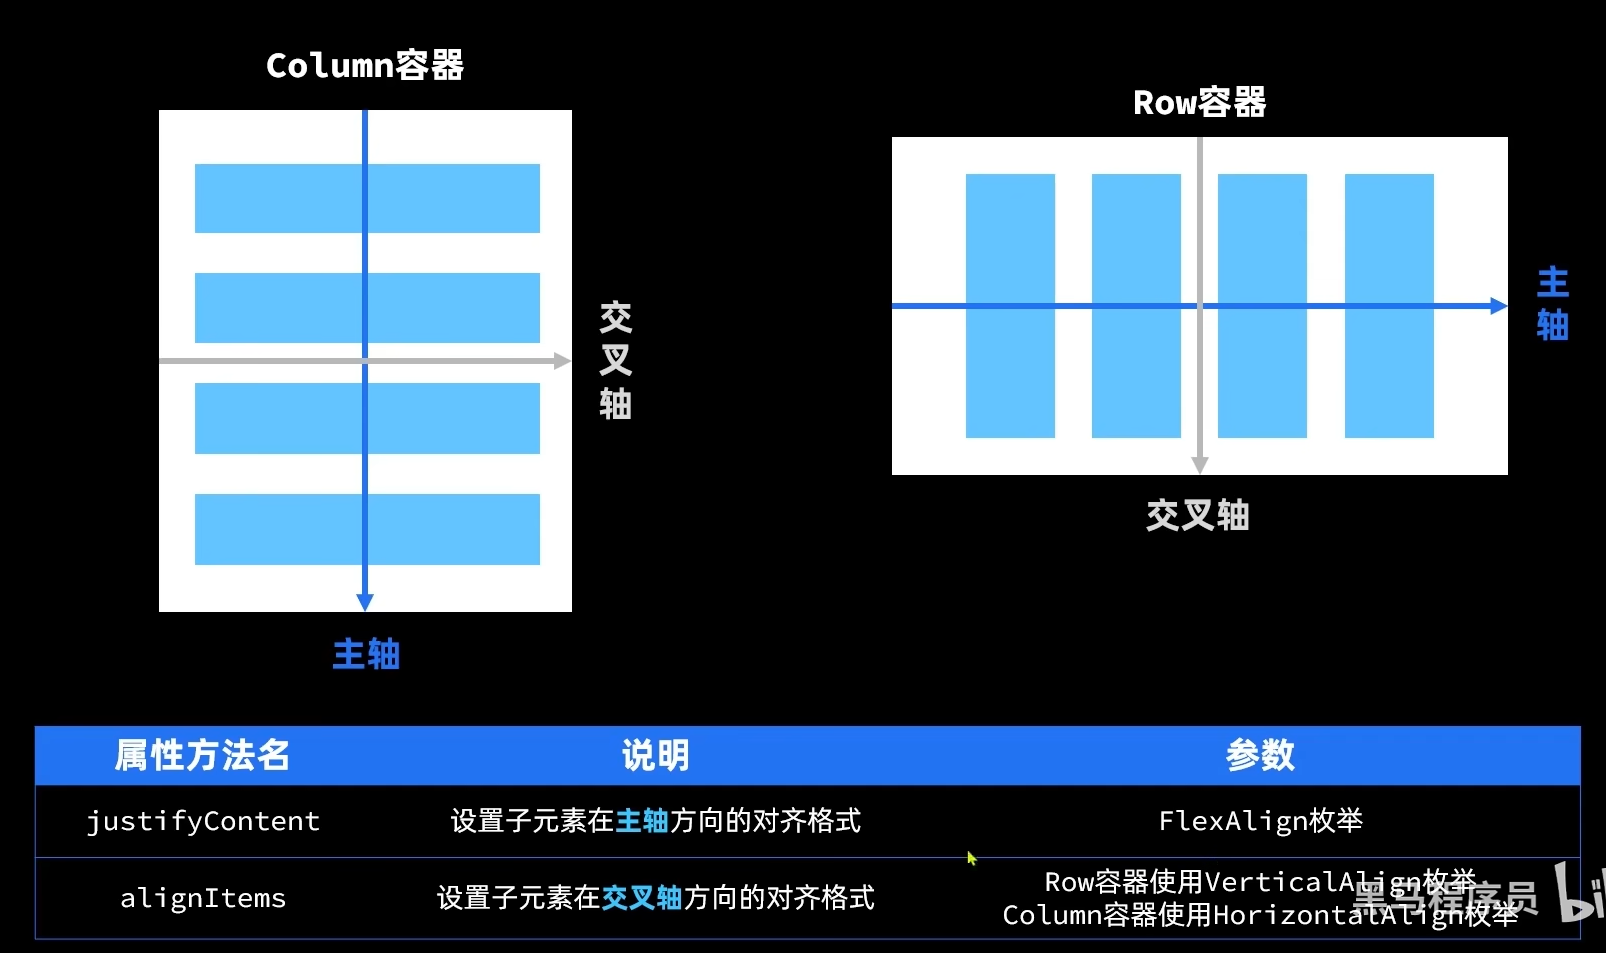 Column容器
Row容器
交叉轴
主轴
交叉轴
主轴
属性方法名 说明 参数
justifyContent 设置子元素在主轴方向的对齐格式 FlexAlign枚举
alignItems 设置子元素在交叉轴方向的对齐格式 Row容器使用VerticalAlign枚举
Column容器使用HorizontalAlign枚举
黑马程序员 bili